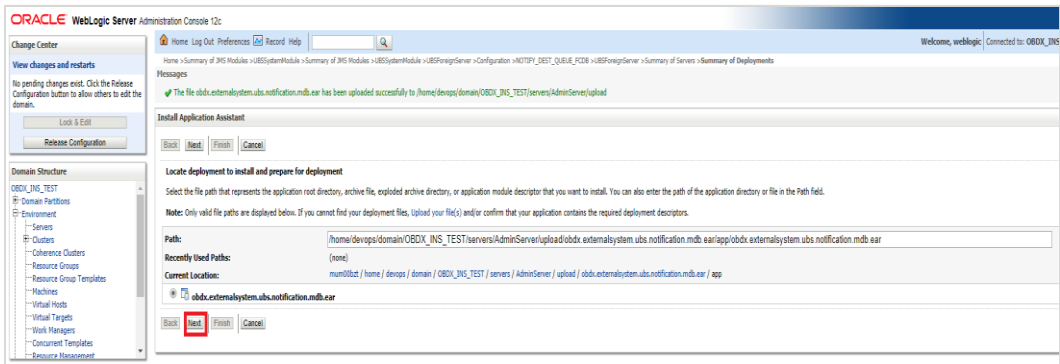 ORACLE WebLogic Server Administration Console 12c
Change Center
View changes and restarts
No pending changes exist. Click the Release
Configuration button to allow others to edit the
domain.
Lock & Edit
Release Configuration
Domain Structure
OBDX_INS_TEST
Domain Partitions
Environment
Servers
Clusters
Coherence Clusters
Resource Groups
Resource Group Templates
Machines
Virtual Hosts
Virtual Targets
Work Managers
Concurrent Templates
Resource Management
Home Log Out Preferences Record Help
Welcome, weblogic Connected to: OBDX_INS
Home >Summary of JMS Modules >UBSSystemModule >Summary of JMS Modules >UBSSystemModule >UBSForeignServer >Configuration >NOTIFY_DEST_QUEUE_FCDB >UBSForeignServer >Summary of Servers >Summary of Deployments
Messages
The file obdx.externalsystem.ubs.notification.mdb.ear has been uploaded successfully to /home/devops/domain/OBDX_INS_TEST/servers/AdminServer/upload
Install Application Assistant
Back Next Finish Cancel
Locate deployment to install and prepare for deployment
Select the file path that represents the application root directory, archive file, exploded archive directory, or application module descriptor that you want to install. You can also enter the path of the application directory or file in the Path field.
Note: Only valid file paths are displayed below. If you cannot find your deployment files, Upload your file(s) and/or confirm that your application contains the required deployment descriptors.
Path: /home/devops/domain/OBDX_INS_TEST/servers/AdminServer/upload/obdx.externalsystem.ubs.notification.mdb.ear/app/obdx.externalsystem.ubs.notification.mdb.ear
Recently Used Paths: (none)
Current Location: / home / devops / domain / OBDX_INS_TEST / servers / AdminServer / upload / obdx.externalsystem.ubs.notification.mdb.ear / app
obdx.externalsystem.ubs.notification.mdb.ear
Back Next Finish Cancel